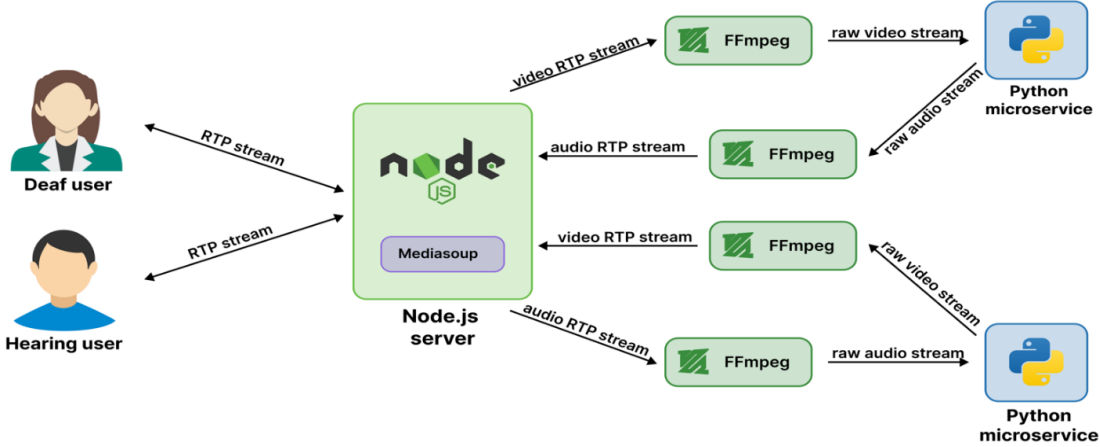 video RTP stream
FFmpeg
raw video stream
Python
microservice
Deaf user
RTP stream
node
JS
audio RTP stream
FFmpeg
raw audio stream
Mediasoup
Node.js
server
RTP stream
Hearing user
video RTP stream
FFmpeg
raw video stream
audio RTP stream
FFmpeg
raw audio stream
Python
microservice